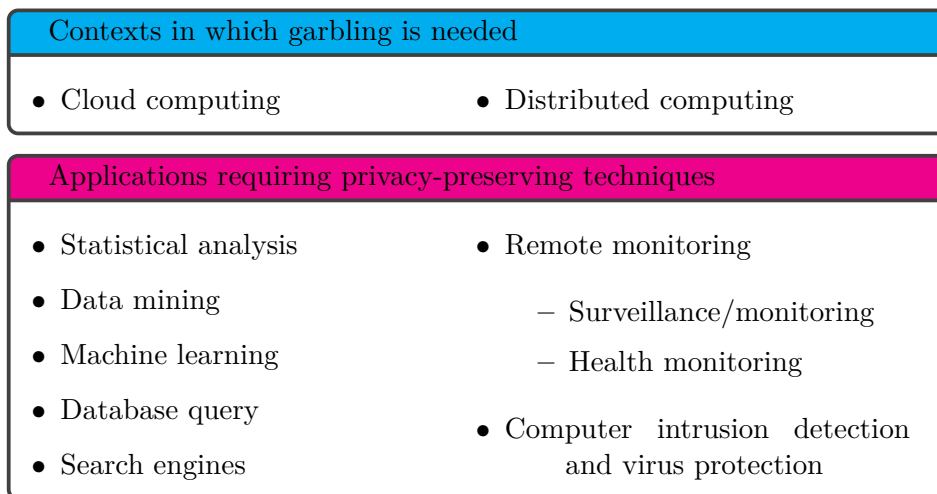 Contexts in which garbling is needed
• Cloud computing
• Distributed computing
Applications requiring privacy-preserving techniques
• Statistical analysis
• Data mining
• Machine learning
• Database query
• Search engines
• Remote monitoring
– Surveillance/monitoring
– Health monitoring
• Computer intrusion detection
and virus protection